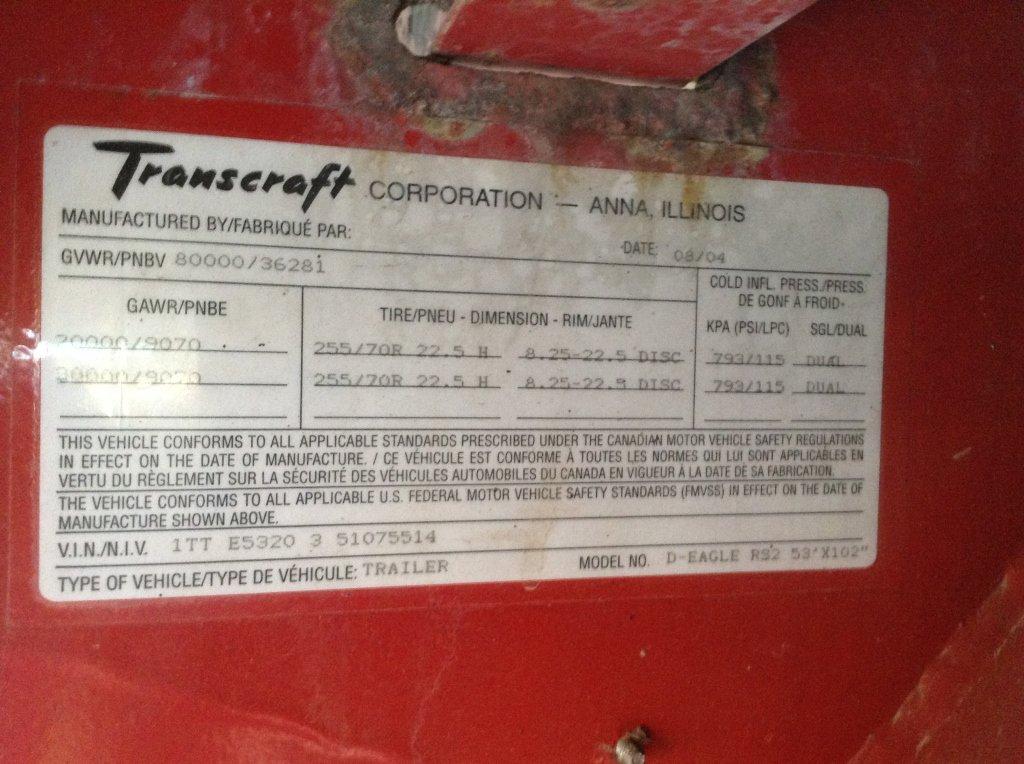 Transcraft CORPORATION — ANNA, ILLINOIS
MANUFACTURED BY/FABRIQUÉ PAR:
DATE: 08/04
GVWR/PNBV 80000/36281
COLD INFL. PRESS./PRESS.
DE GONF À FROID
GAWR/PNBE TIRE/PNEU - DIMENSION - RIM/JANTE KPA (PSI/LPC) SGL/DUAL
20000/9070 255/70R 22.5 H 8.25-22.5 DISC 793/115 DUAL
20000/9070 255/70R 22.5 H 8.25-22.5 DISC 793/115 DUAL
THIS VEHICLE CONFORMS TO ALL APPLICABLE STANDARDS PRESCRIBED UNDER THE CANADIAN MOTOR VEHICLE SAFETY REGULATIONS
IN EFFECT ON THE DATE OF MANUFACTURE. / CE VÉHICULE EST CONFORME À TOUTES LES NORMES QUI LUI SONT APPLICABLES EN
VERTU DU RÈGLEMENT SUR LA SÉCURITÉ DES VÉHICULES AUTOMOBILES DU CANADA EN VIGUEUR À LA DATE DE SA FABRICATION.
THE VEHICLE CONFORMS TO ALL APPLICABLE U.S. FEDERAL MOTOR VEHICLE SAFETY STANDARDS (FMVSS) IN EFFECT ON THE DATE OF
MANUFACTURE SHOWN ABOVE.
V.I.N./N.I.V. 1TT E5320 3 51075514
TYPE OF VEHICLE/TYPE DE VÉHICULE: TRAILER MODEL NO. D-EAGLE RS2 53'X102"